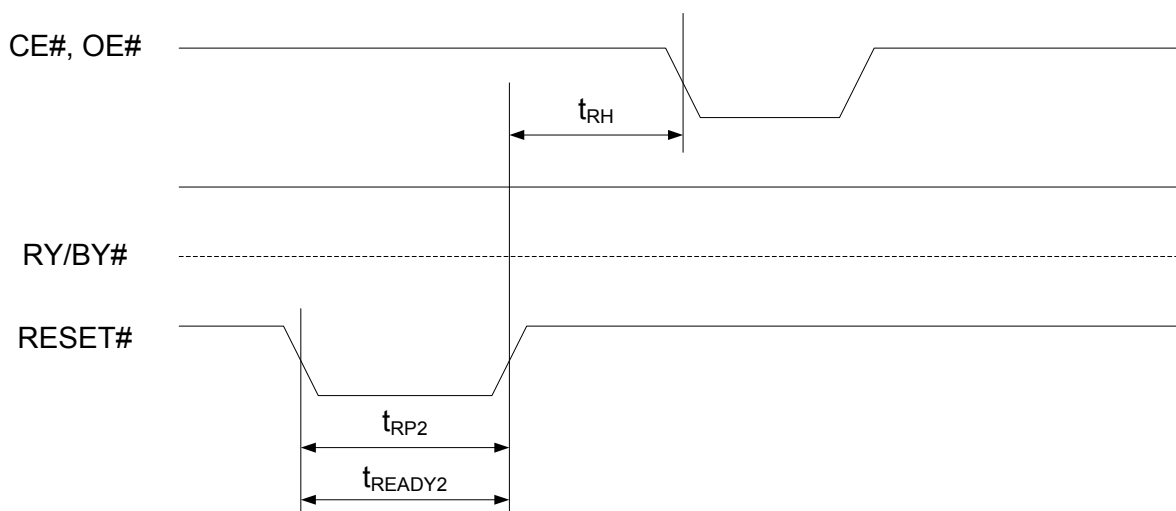 CE#, OE#
tRH
RY/BY#
RESET#
tRP2
tREADY2